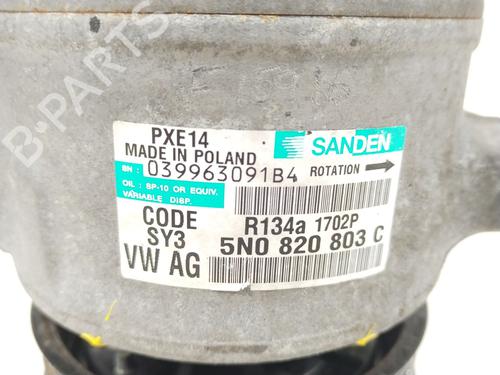 B-PARTS
PXE14
MADE IN POLAND
SANDEN
SN: 039963091B4
ROTATION
OIL: SP-10 OR EQUIV.
VARIABLE DISP.
CODE
SY3
R134a 1702P
5N0 820 803 C
VW AG